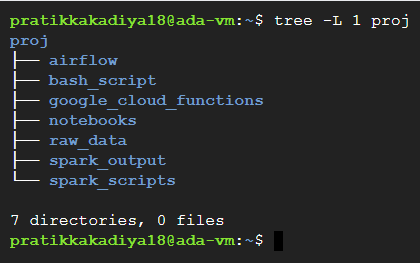 pratikkakadiya18@ada-vm:~$ tree -L 1 proj
proj
├── airflow
├── bash_script
├── google_cloud_functions
├── notebooks
├── raw_data
├── spark_output
└── spark_scripts

7 directories, 0 files
pratikkakadiya18@ada-vm:~$